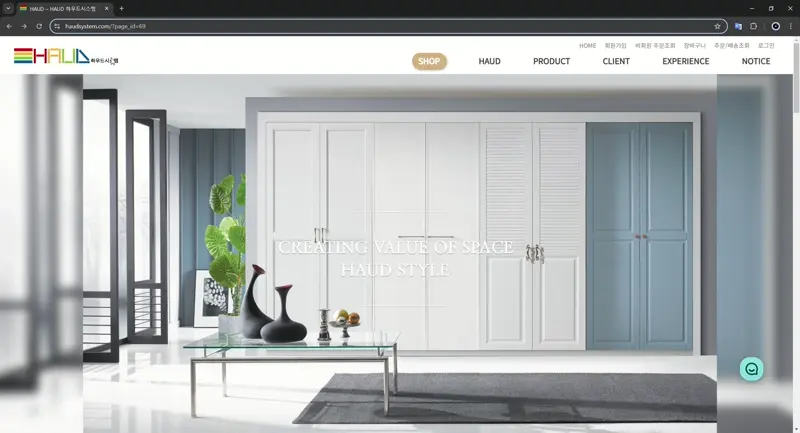 HAUD – HAUD 하우드시스템
haudsystem.com/?page_id=69
HOME 회원가입 비회원 주문조회 장바구니 주문/배송조회 로그인
HAUD 하우드시스템
SHOP HAUD PRODUCT CLIENT EXPERIENCE NOTICE
CREATING VALUE OF SPACE
HAUD STYLE